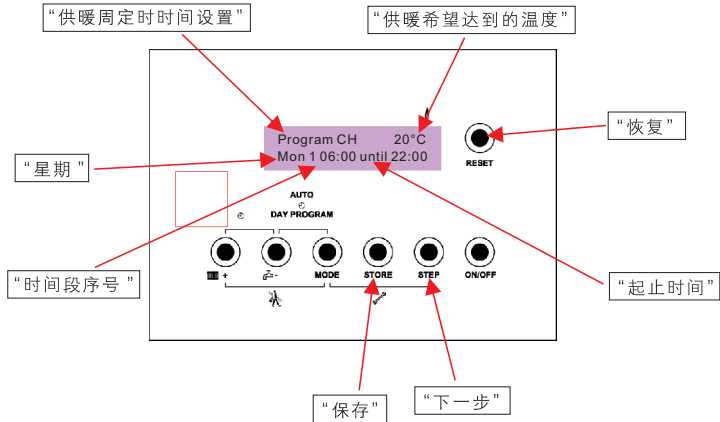 “供暖周定时时间设置”
“供暖希望达到的温度”
Program CH 20°C
Mon 1 06:00 until 22:00
“恢复”
RESET
“星期 ”
AUTO
DAY PROGRAM
+
-
MODE
STORE
STEP
ON/OFF
“时间段序号 ”
“起止时间”
“保存”
“下一步”